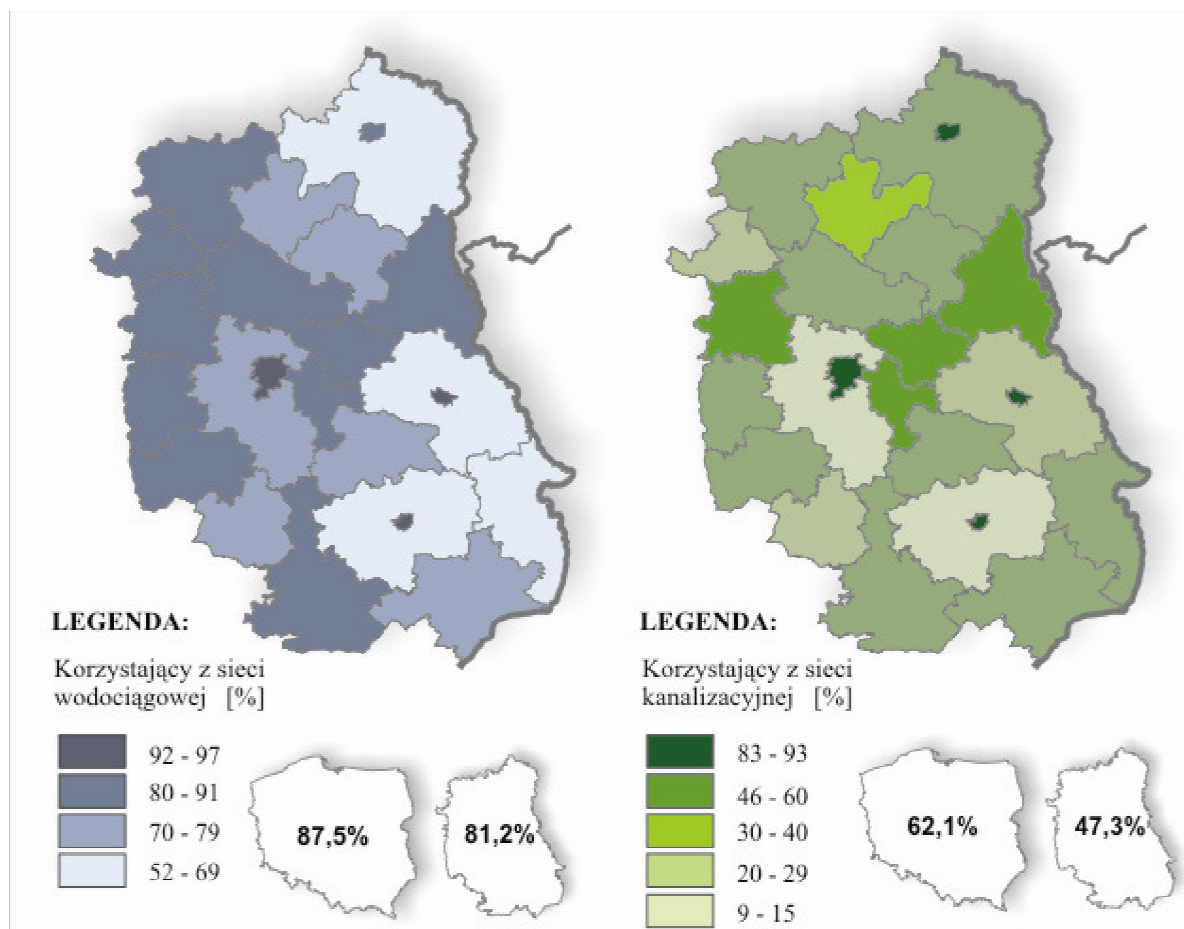 LEGENDA:
Korzystający z sieci
wodociągowej [%]
92 - 97
80 - 91
70 - 79
52 - 69
87,5%
81,2%
LEGENDA:
Korzystający z sieci
kanalizacyjnej [%]
83 - 93
46 - 60
30 - 40
20 - 29
9 - 15
62,1%
47,3%